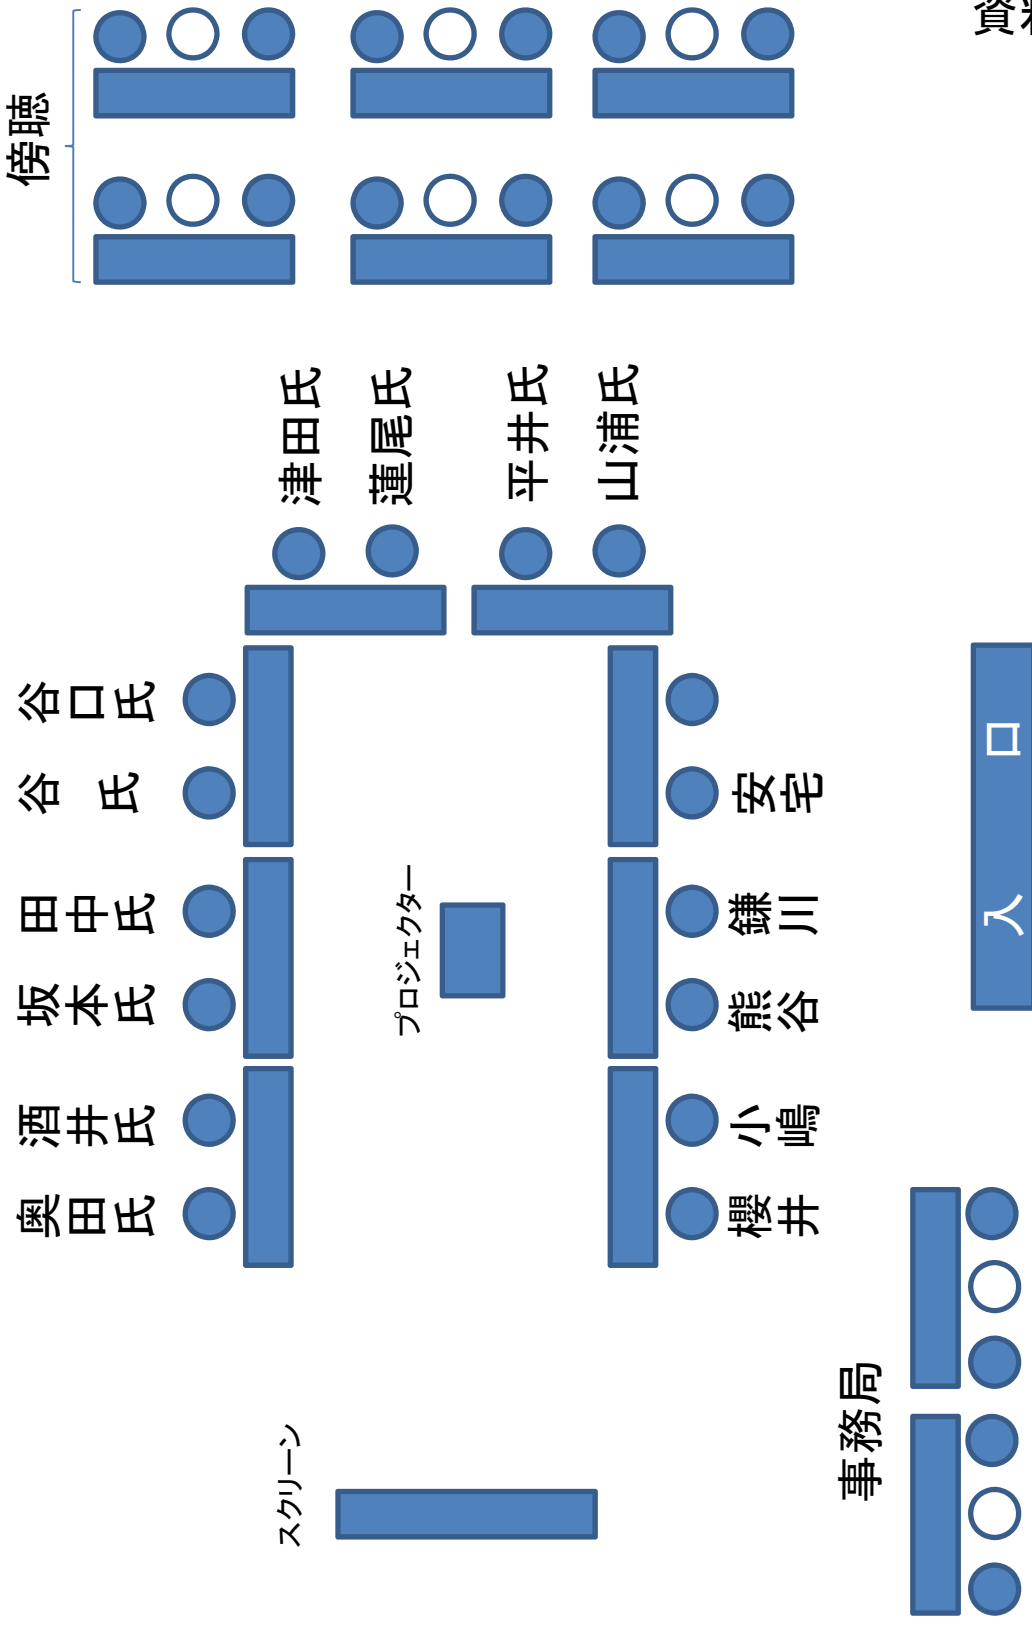 資料
傍聴
津田氏
蓮尾氏
平井氏
山浦氏
谷口氏
谷 氏
田中氏
坂本氏
酒井氏
奥田氏
安宅
鎌川
熊谷
小嶋
櫻井
プロジェクター
スクリーン
事務局
入 口